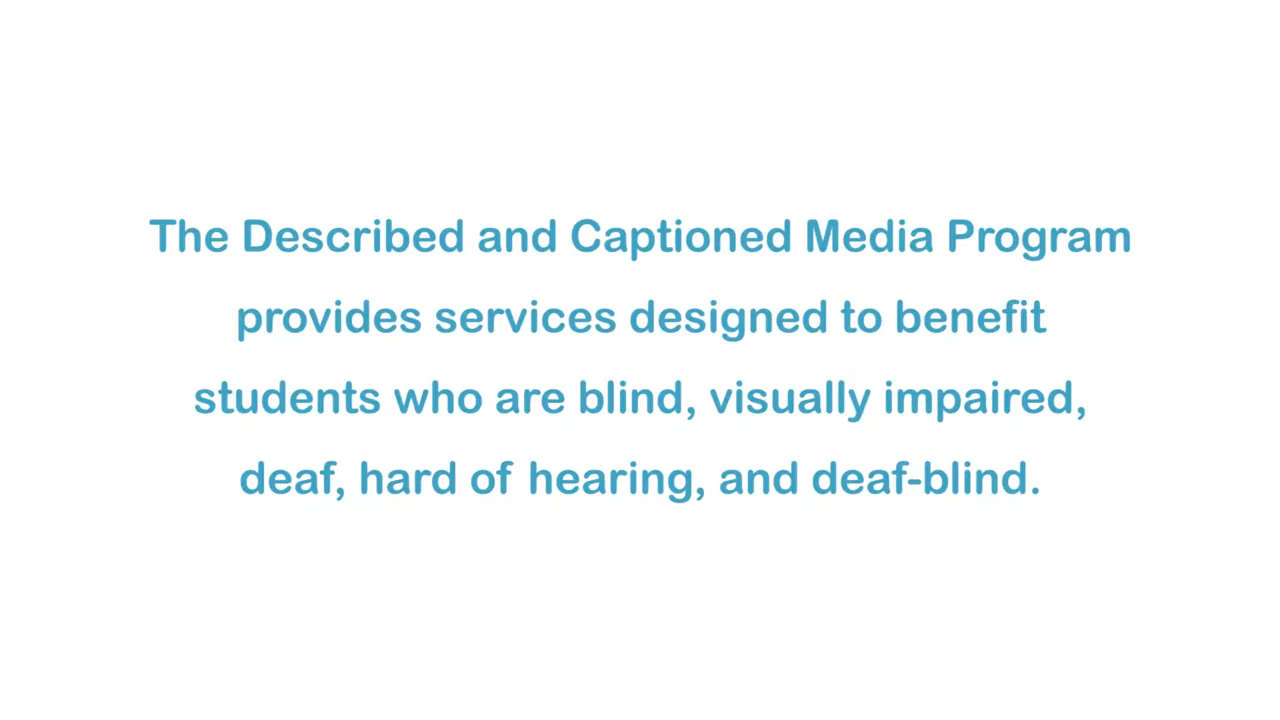 The Described and Captioned Media Program
provides services designed to benefit
students who are blind, visually impaired,
deaf, hard of hearing, and deaf-blind.